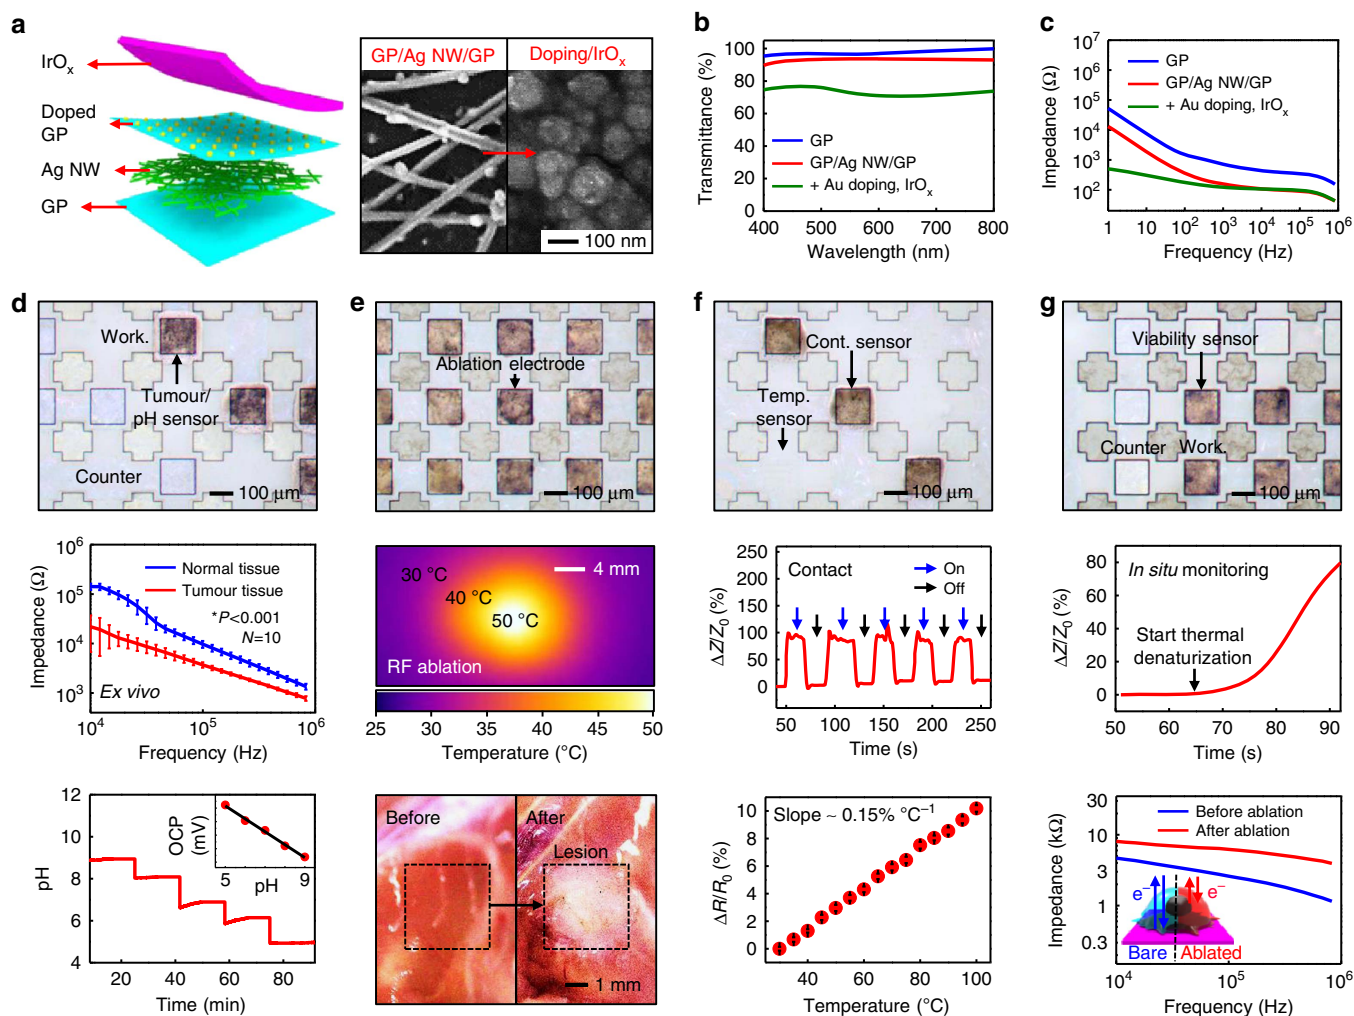 a
IrOx
Doped
GP
Ag NW
GP
GP/Ag NW/GP
Doping/IrOx
100 nm
b
Transmittance (%)
100
80
60
40
20
0
GP
GP/Ag NW/GP
+ Au doping, IrOx
400 500 600 700 800
Wavelength (nm)
c
Impedance (Ω)
10^7
10^6
10^5
10^4
10^3
10^2
GP
GP/Ag NW/GP
+ Au doping, IrOx
1 10 10^2 10^3 10^4 10^5 10^6
Frequency (Hz)
d
Work.
Tumour/
pH sensor
Counter
100 µm
Impedance (Ω)
10^6
10^5
10^4
10^3
Normal tissue
Tumour tissue
*P<0.001
N=10
Ex vivo
10^4 10^5 10^6
Frequency (Hz)
pH
12
10
8
6
4
OCP
(mV)
5 pH 9
20 40 60 80
Time (min)
e
Ablation electrode
100 µm
30 °C
40 °C
50 °C
4 mm
RF ablation
25 30 35 40 45 50
Temperature (°C)
Before
After
Lesion
1 mm
f
Cont. sensor
Temp.
sensor
100 µm
ΔZ/Z0 (%)
250
200
150
100
50
0
Contact
On
Off
50 100 150 200 250
Time (s)
ΔR/R0 (%)
10
8
6
4
2
0
Slope ~ 0.15% °C–1
40 60 80 100
Temperature (°C)
g
Viability sensor
Counter Work.
100 µm
ΔZ/Z0 (%)
80
60
40
20
0
In situ monitoring
Start thermal
denaturization
50 60 70 80 90
Time (s)
Impedance (kΩ)
30
10
3
1
0.3
Before ablation
After ablation
e– e–
Bare Ablated
10^4 10^5 10^6
Frequency (Hz)